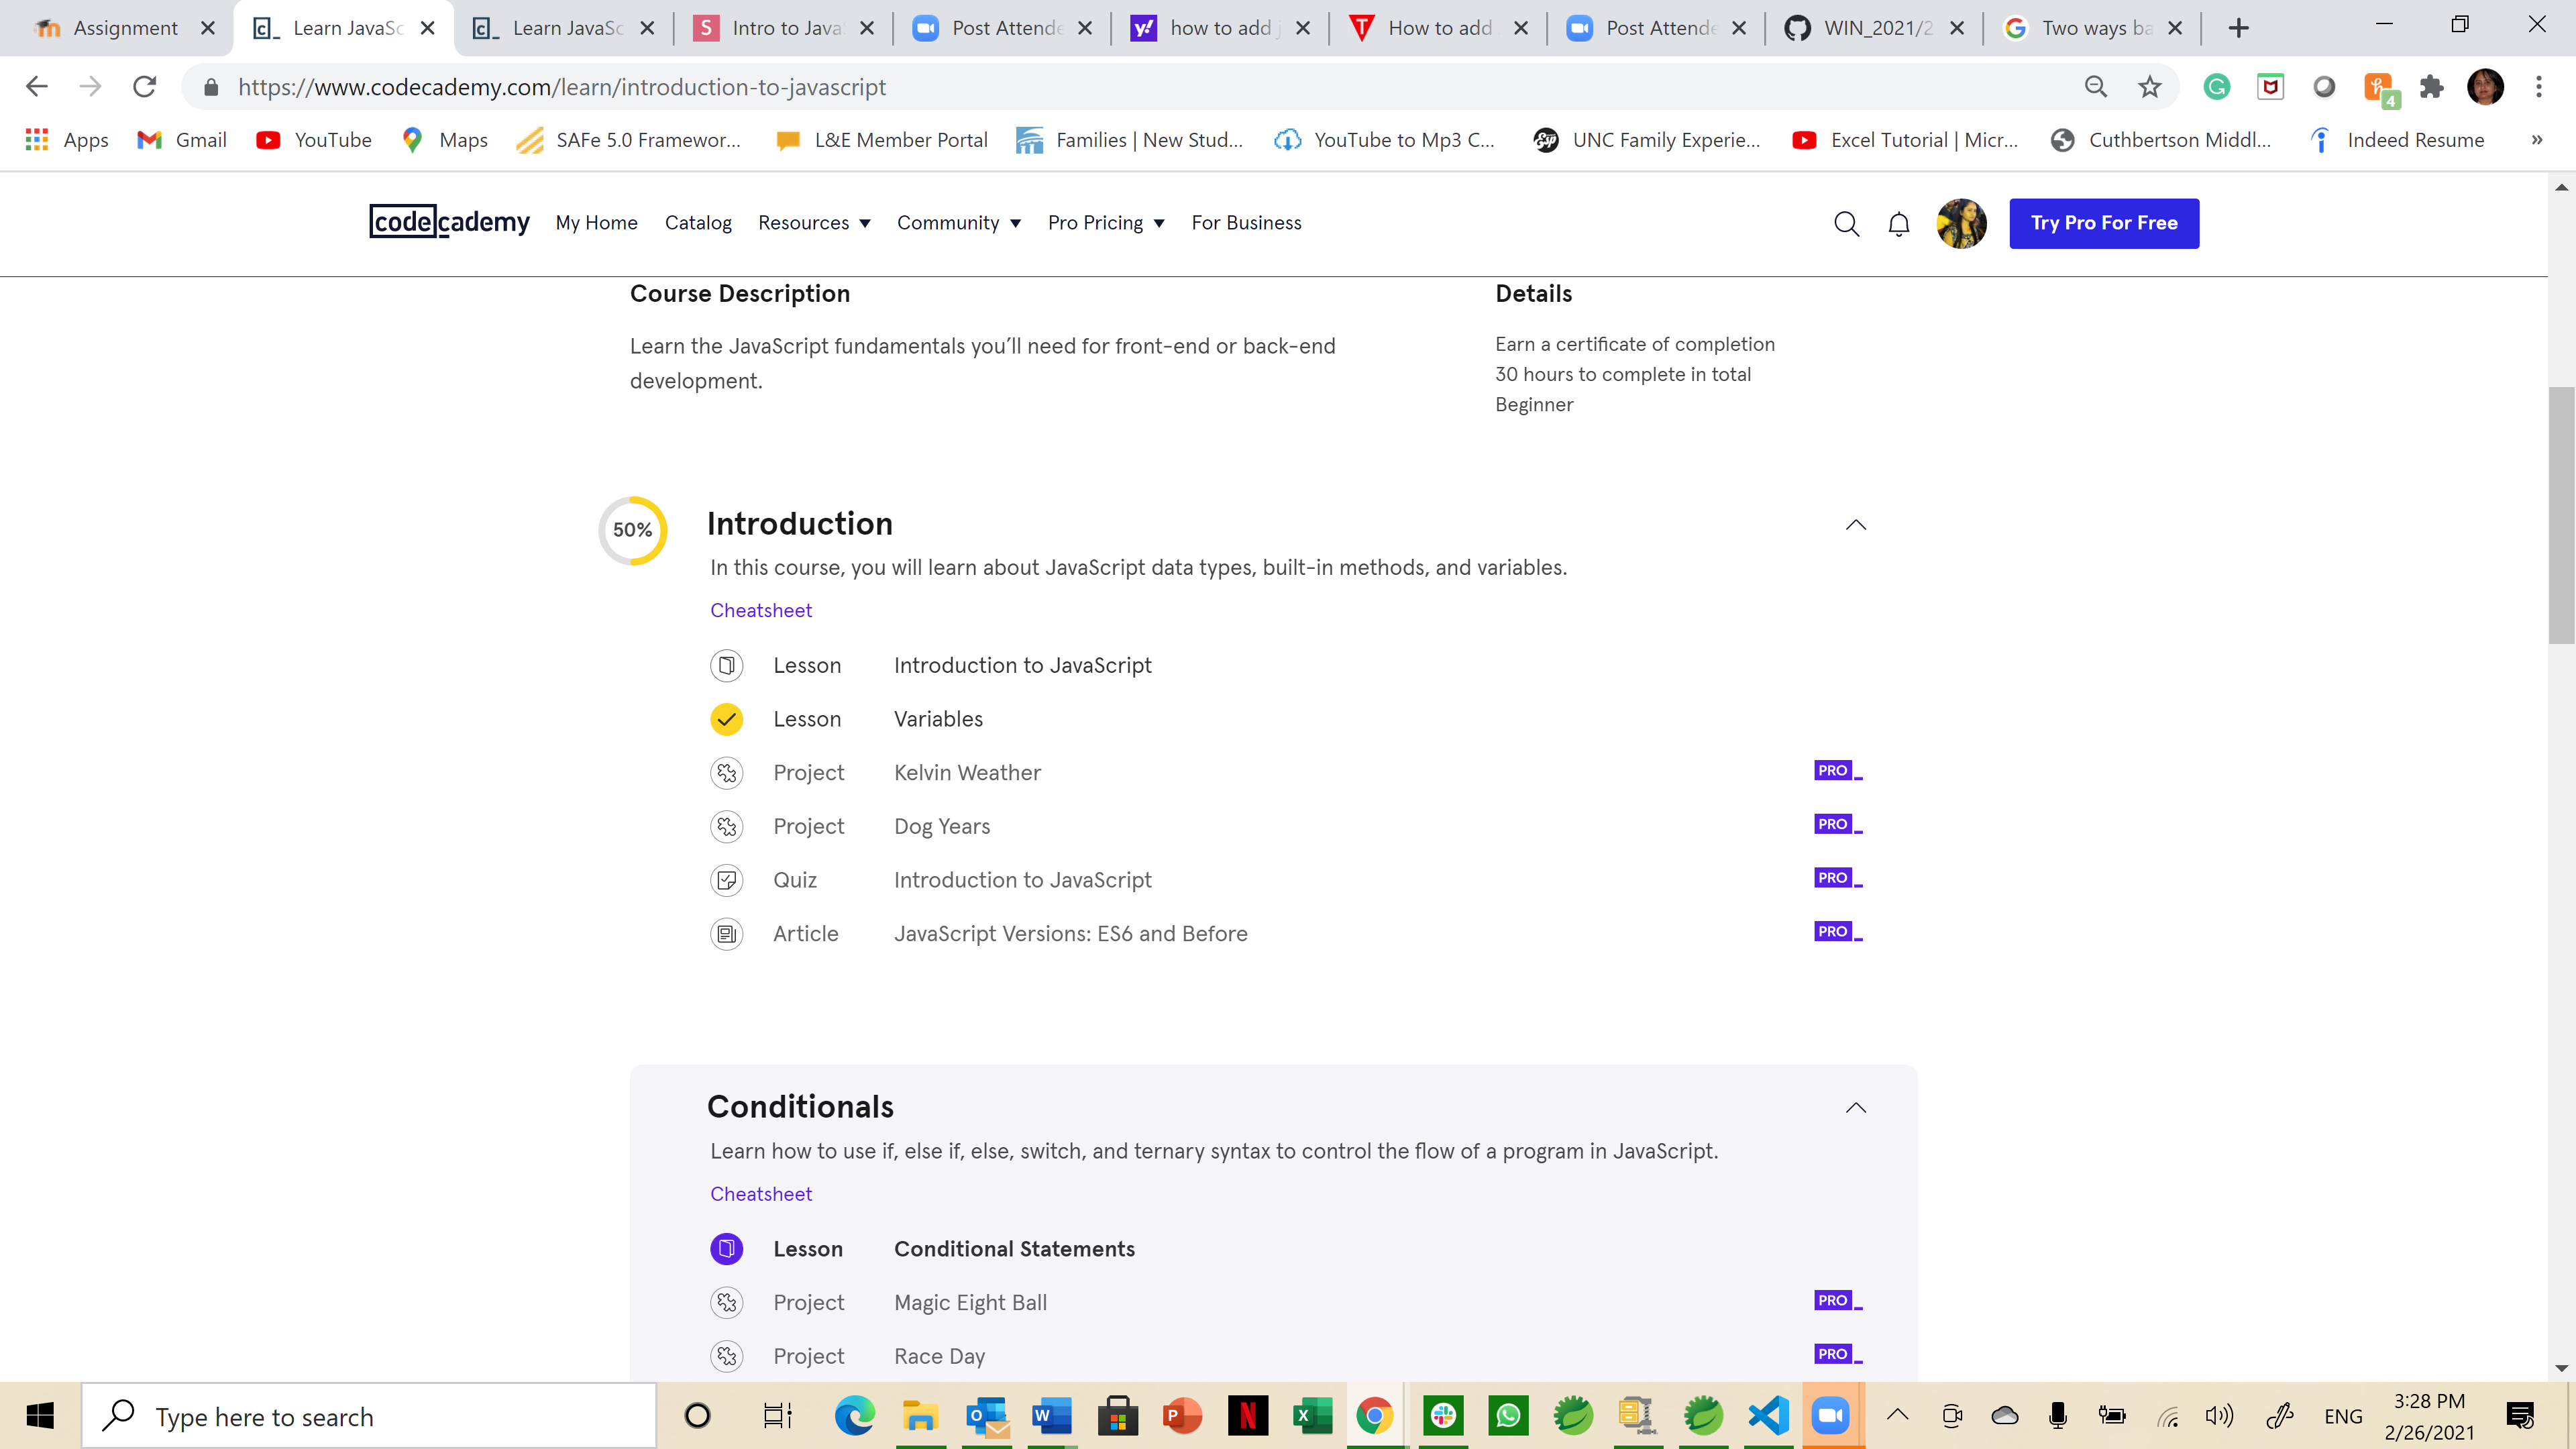 Assignment
Learn JavaSc
Learn JavaSc
Intro to Java
Post Attende
how to add j
How to add
Post Attende
WIN_2021/2
Two ways ba
https://www.codecademy.com/learn/introduction-to-javascript
4
Apps
Gmail
YouTube
Maps
SAFe 5.0 Framewor...
L&E Member Portal
Families | New Stud...
YouTube to Mp3 C...
UNC Family Experie...
Excel Tutorial | Micr...
Cuthbertson Middl...
Indeed Resume
»
codecademy
My Home
Catalog
Resources
Community
Pro Pricing
For Business
Try Pro For Free
Course Description
Details
Learn the JavaScript fundamentals you’ll need for front-end or back-end
development.
Earn a certificate of completion
30 hours to complete in total
Beginner
50%
Introduction
In this course, you will learn about JavaScript data types, built-in methods, and variables.
Cheatsheet
Lesson Introduction to JavaScript
Lesson Variables
Project Kelvin Weather PRO_
Project Dog Years PRO_
Quiz Introduction to JavaScript PRO_
Article JavaScript Versions: ES6 and Before PRO_
Conditionals
Learn how to use if, else if, else, switch, and ternary syntax to control the flow of a program in JavaScript.
Cheatsheet
Lesson Conditional Statements
Project Magic Eight Ball PRO_
Project Race Day PRO_
Type here to search
ENG
3:28 PM
2/26/2021